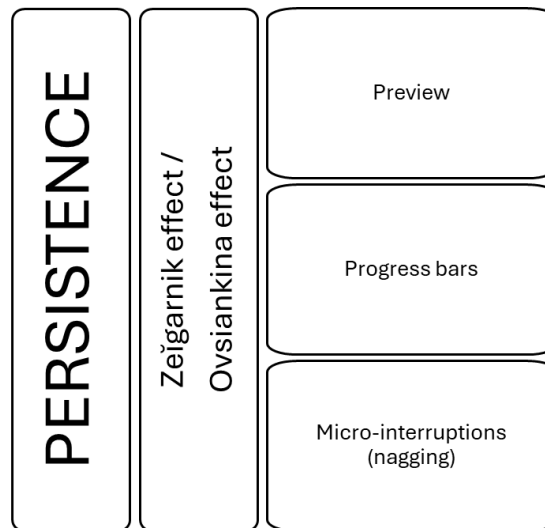 PERSISTENCE
Zeĭgarnik effect /
Ovsiankina effect
Preview
Progress bars
Micro-interruptions
(nagging)